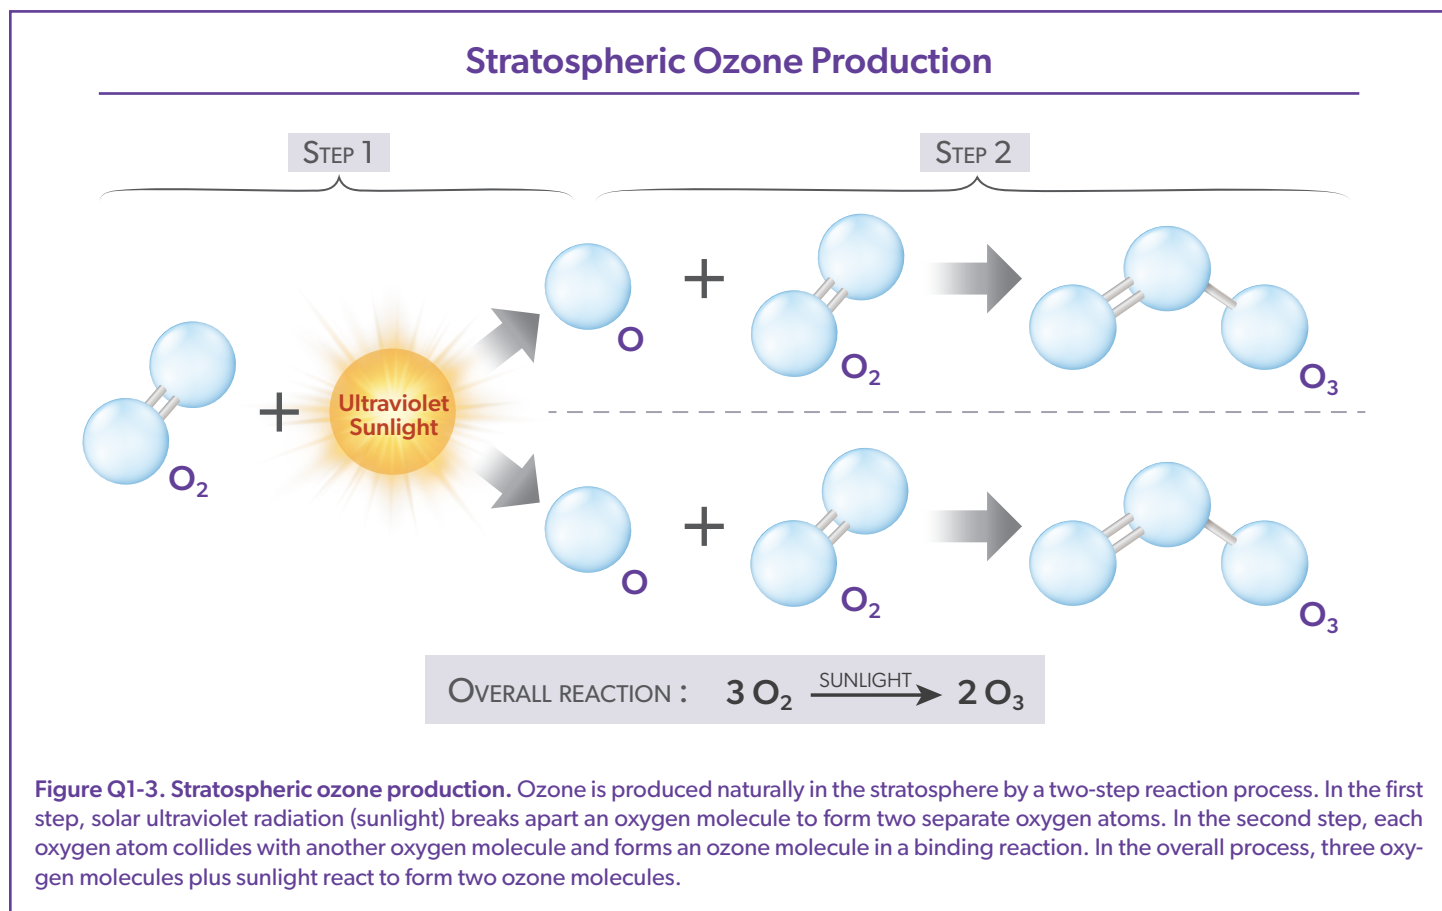 Stratospheric Ozone Production
STEP 1
STEP 2
O₂
+
Ultraviolet
Sunlight
O
+
O₂
O₃
O
+
O₂
O₃
OVERALL REACTION : 3 O₂ SUNLIGHT → 2 O₃
Figure Q1-3. Stratospheric ozone production. Ozone is produced naturally in the stratosphere by a two-step reaction process. In the first
step, solar ultraviolet radiation (sunlight) breaks apart an oxygen molecule to form two separate oxygen atoms. In the second step, each
oxygen atom collides with another oxygen molecule and forms an ozone molecule in a binding reaction. In the overall process, three oxy-
gen molecules plus sunlight react to form two ozone molecules.